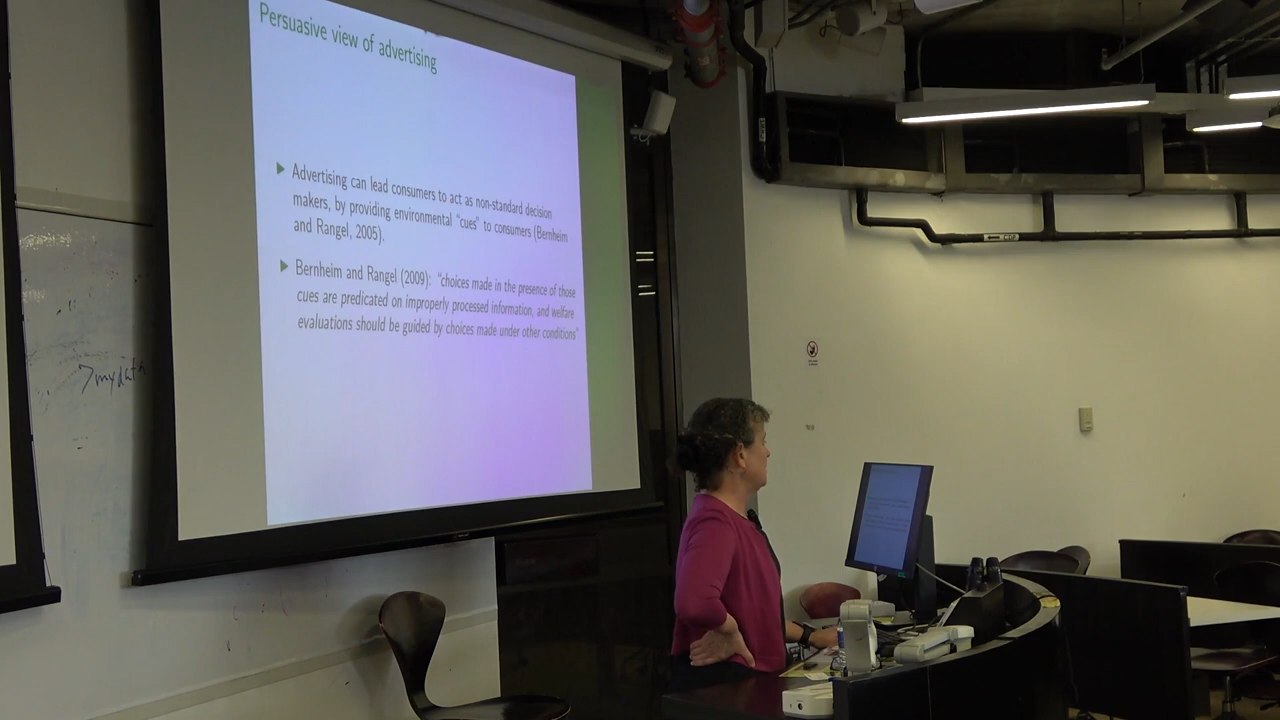 Persuasive view of advertising
Advertising can lead consumers to act as non-standard decision
makers, by providing environmental "cues" to consumers (Bernheim
and Rangel, 2005).
Bernheim and Rangel (2009): "choices made in the presence of those
cues are predicated on improperly processed information, and welfare
evaluations should be guided by choices made under other conditions"
>mydata